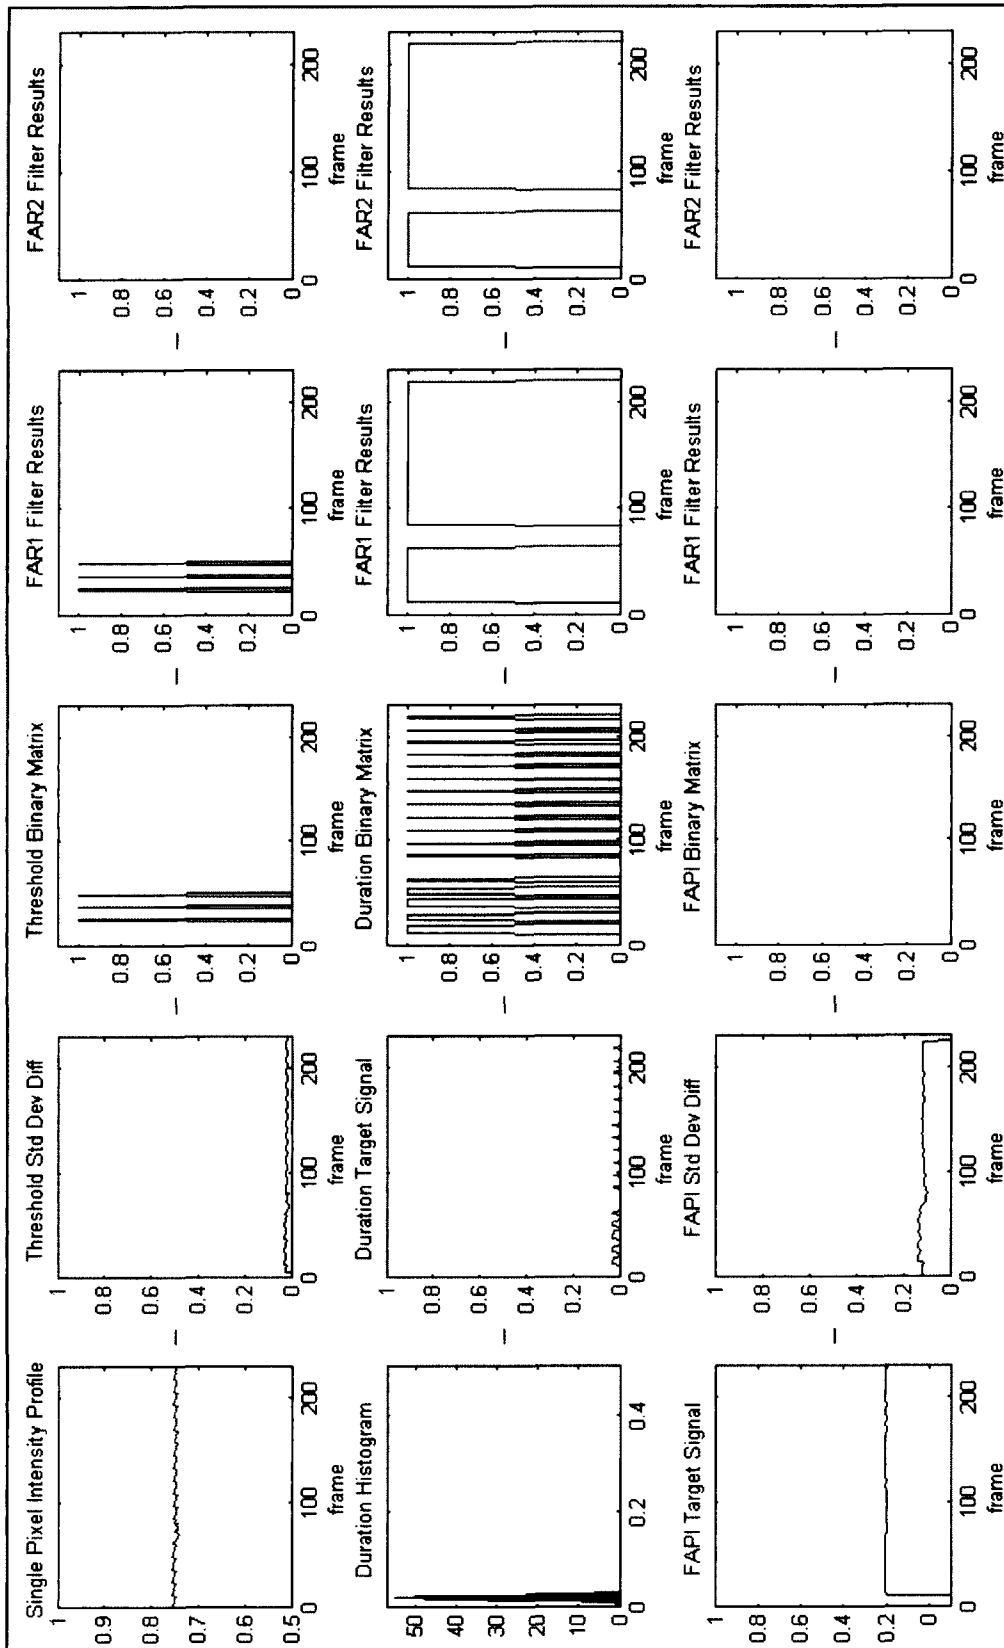 Single Pixel Intensity Profile
1
0.9
0.8
0.7
0.6
0.5
0 100 200
frame
Threshold Std Dev Diff
I
1
0.8
0.6
0.4
0.2
0
0 100 200
frame
Threshold Binary Matrix
I
1
0.8
0.6
0.4
0.2
0
0 100 200
frame
FAR1 Filter Results
I
1
0.8
0.6
0.4
0.2
0
0 100 200
frame
FAR2 Filter Results
I
1
0.8
0.6
0.4
0.2
0
0 100 200
frame
Duration Histogram
50
40
30
20
10
0
0 0.2 0.4
Duration Target Signal
I
1
0.8
0.6
0.4
0.2
0
0 100 200
frame
Duration Binary Matrix
I
1
0.8
0.6
0.4
0.2
0
0 100 200
frame
FAR1 Filter Results
I
1
0.8
0.6
0.4
0.2
0
0 100 200
frame
FAR2 Filter Results
I
1
0.8
0.6
0.4
0.2
0
0 100 200
frame
FAPI Target Signal
1
0.8
0.6
0.4
0.2
0
0 100 200
frame
FAPI Std Dev Diff
I
1
0.8
0.6
0.4
0.2
0
0 100 200
frame
FAPI Binary Matrix
I
1
0.8
0.6
0.4
0.2
0
0 100 200
frame
FAR1 Filter Results
I
1
0.8
0.6
0.4
0.2
0
0 100 200
frame
FAR2 Filter Results
I
1
0.8
0.6
0.4
0.2
0
0 100 200
frame